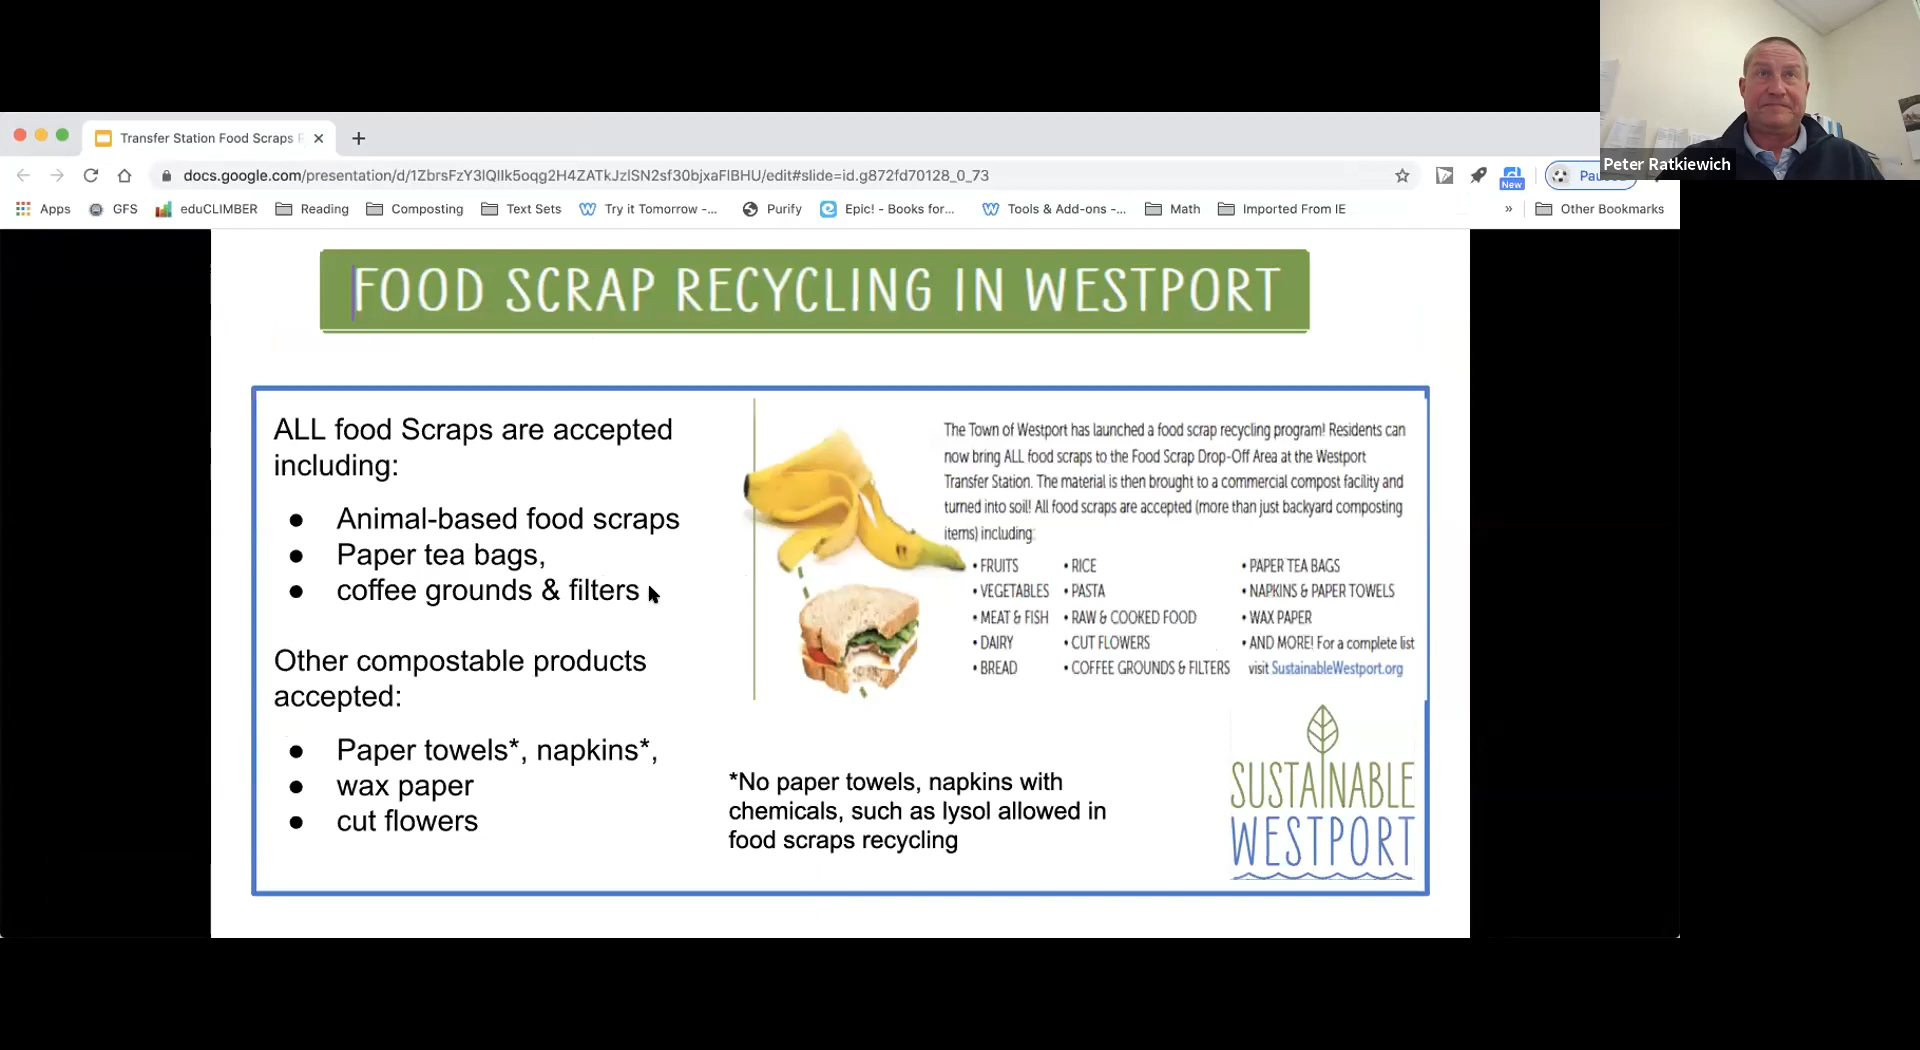 Peter Ratkiewich
Transfer Station Food Scraps
docs.google.com/presentation/d/1ZbrsFzY3lQIlk5oqg2H4ZATkJzlSN2sf30bjxaFlBHU/edit#slide=id.g872fd70128_0_73
New
Apps GFS eduCLIMBER Reading Composting Text Sets Try it Tomorrow -... Purify Epic! - Books for... Tools & Add-ons -... Math Imported From IE » Other Bookmarks
FOOD SCRAP RECYCLING IN WESTPORT
ALL food Scraps are accepted
including:
● Animal-based food scraps
● Paper tea bags,
● coffee grounds & filters
Other compostable products
accepted:
● Paper towels*, napkins*,
● wax paper
● cut flowers
The Town of Westport has launched a food scrap recycling program! Residents can
now bring ALL food scraps to the Food Scrap Drop-Off Area at the Westport
Transfer Station. The material is then brought to a commercial compost facility and
turned into soil! All food scraps are accepted (more than just backyard composting
items) including:
• FRUITS • RICE • PAPER TEA BAGS
• VEGETABLES • PASTA • NAPKINS & PAPER TOWELS
• MEAT & FISH • RAW & COOKED FOOD • WAX PAPER
• DAIRY • CUT FLOWERS • AND MORE! For a complete list
• BREAD • COFFEE GROUNDS & FILTERS visit SustainableWestport.org
*No paper towels, napkins with
chemicals, such as lysol allowed in
food scraps recycling
SUSTAINABLE
WESTPORT